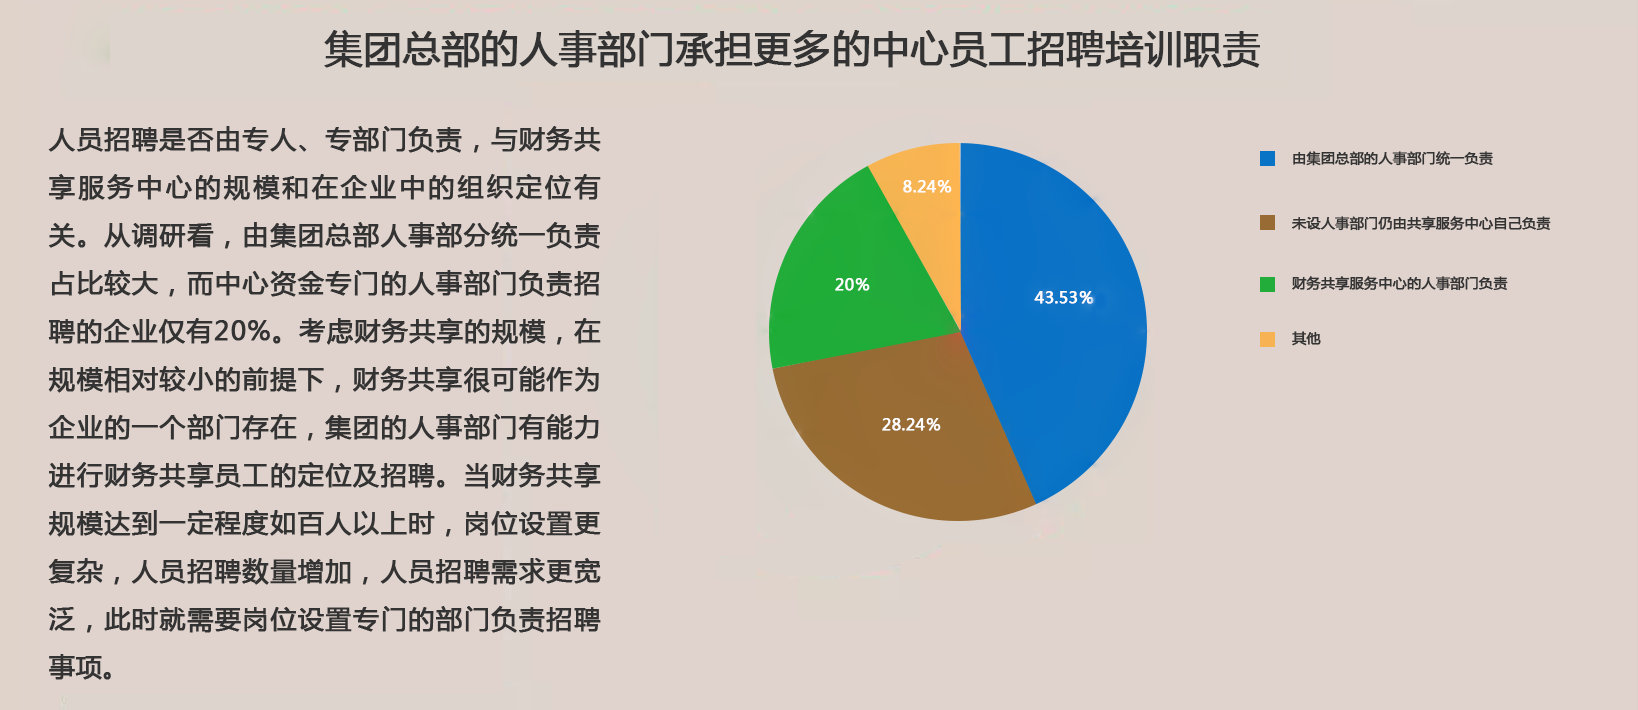 集团总部的人事部门承担更多的中心员工招聘培训职责
人员招聘是否由专人、专部门负责，与财务共
享服务中心的规模和在企业中的组织定位有
关。从调研看，由集团总部人事部分统一负责
占比较大，而中心资金专门的人事部门负责招
聘的企业仅有20%。考虑财务共享的规模，在
规模相对较小的前提下，财务共享很可能作为
企业的一个部门存在，集团的人事部门有能力
进行财务共享员工的定位及招聘。当财务共享
规模达到一定程度如百人以上时，岗位设置更
复杂，人员招聘数量增加，人员招聘需求更宽
泛，此时就需要岗位设置专门的部门负责招聘
事项。
8.24%
20%
43.53%
28.24%
由集团总部的人事部门统一负责
未设人事部门仍由共享服务中心自己负责
财务共享服务中心的人事部门负责
其他